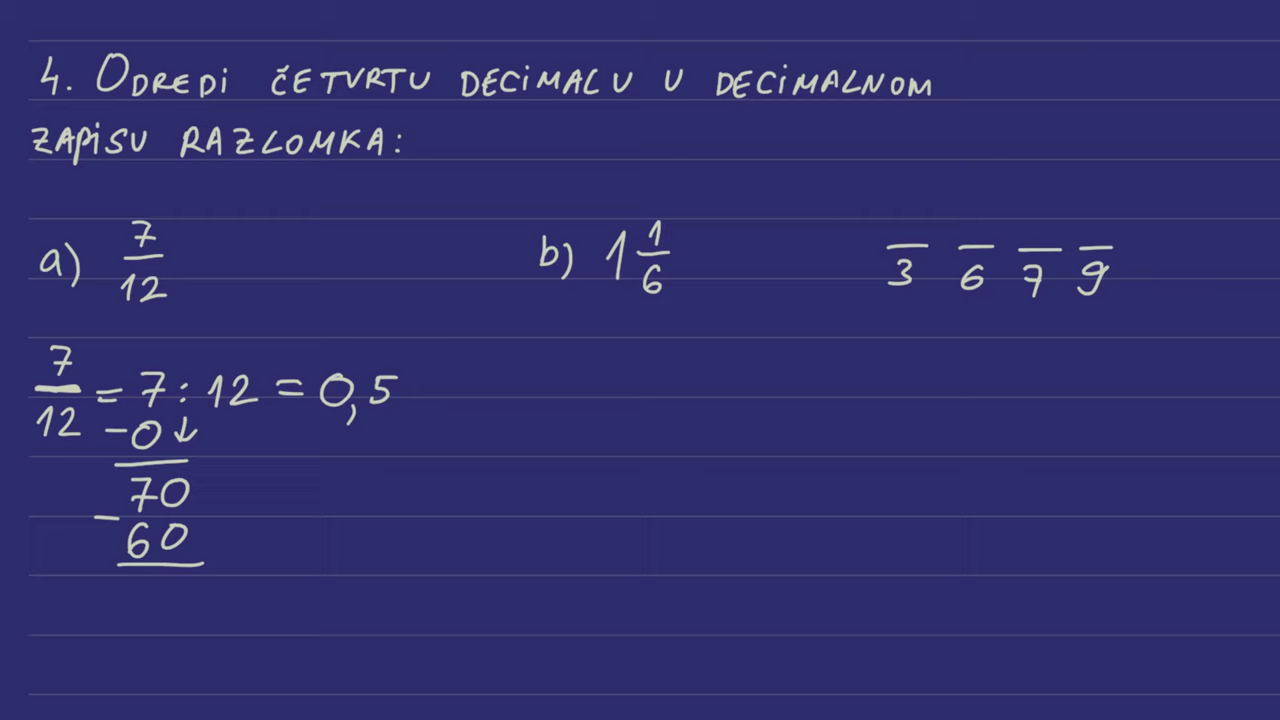 4. ODREDI ČETVRTU DECIMALU U DECIMALNOM
ZAPISU RAZLOMKA:
a) 7/12
b) 1 1/6
_/3 _/6 _/7 _/9
7/12 = 7 : 12 = 0,5
-0↓
70
-60